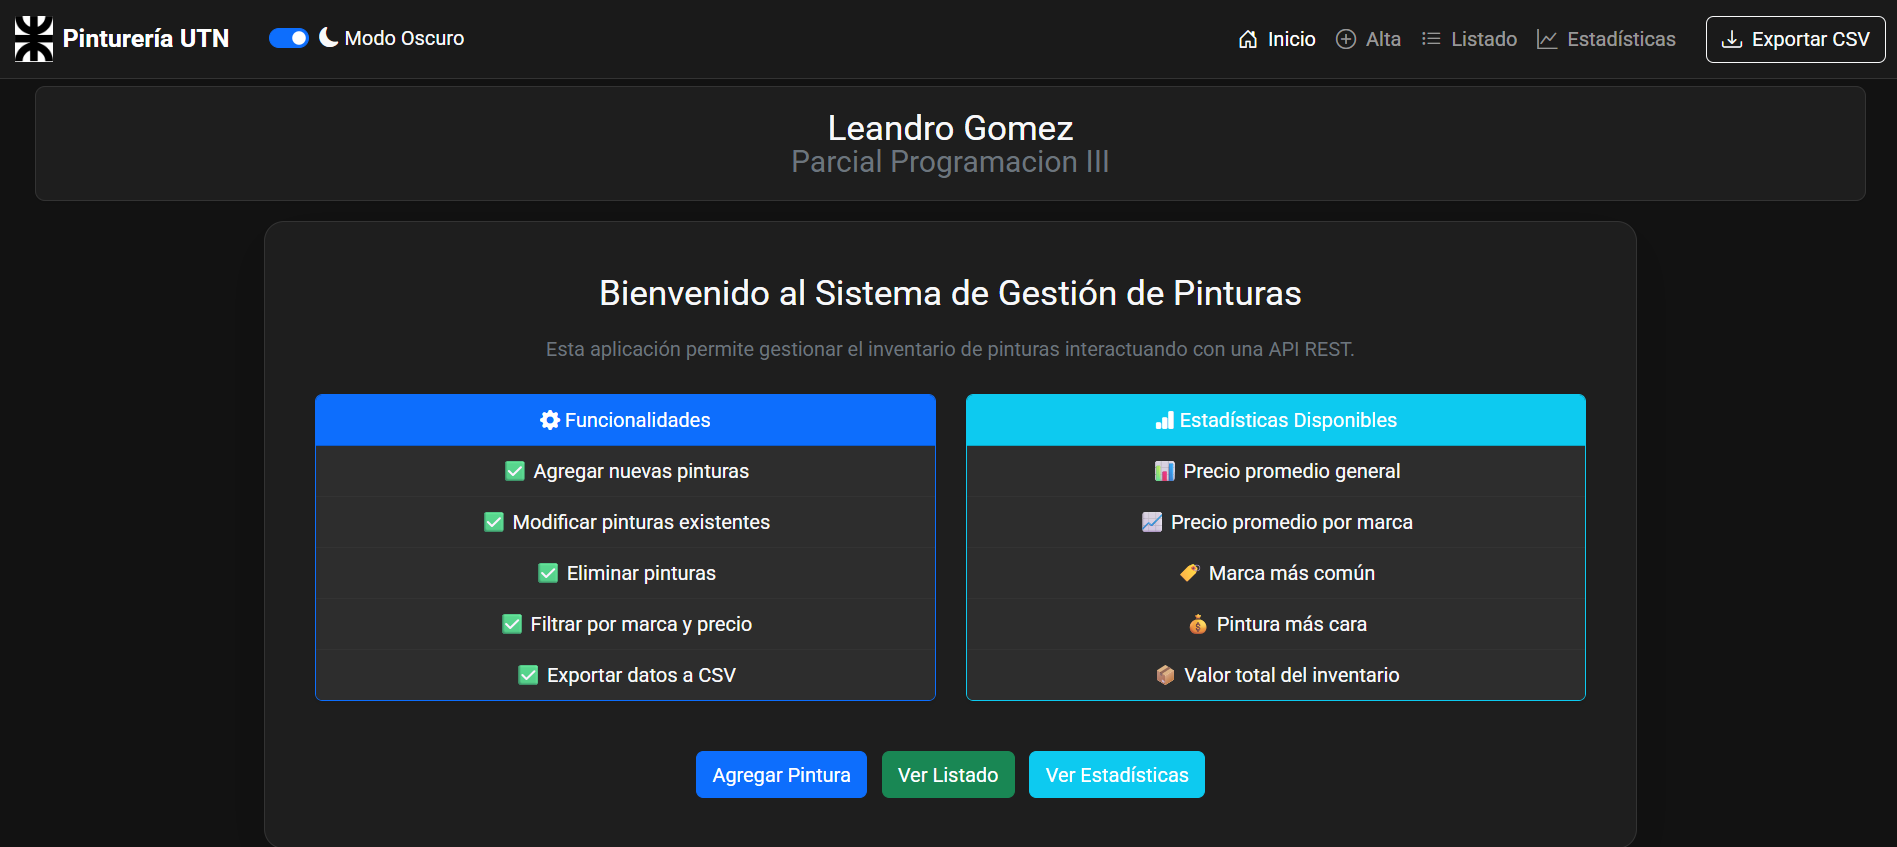 Pinturería UTN
Modo Oscuro
Inicio
Alta
Listado
Estadísticas
Exportar CSV
Leandro Gomez
Parcial Programacion III
Bienvenido al Sistema de Gestión de Pinturas
Esta aplicación permite gestionar el inventario de pinturas interactuando con una API REST.
Funcionalidades
Agregar nuevas pinturas
Modificar pinturas existentes
Eliminar pinturas
Filtrar por marca y precio
Exportar datos a CSV
Estadísticas Disponibles
Precio promedio general
Precio promedio por marca
Marca más común
Pintura más cara
Valor total del inventario
Agregar Pintura
Ver Listado
Ver Estadísticas